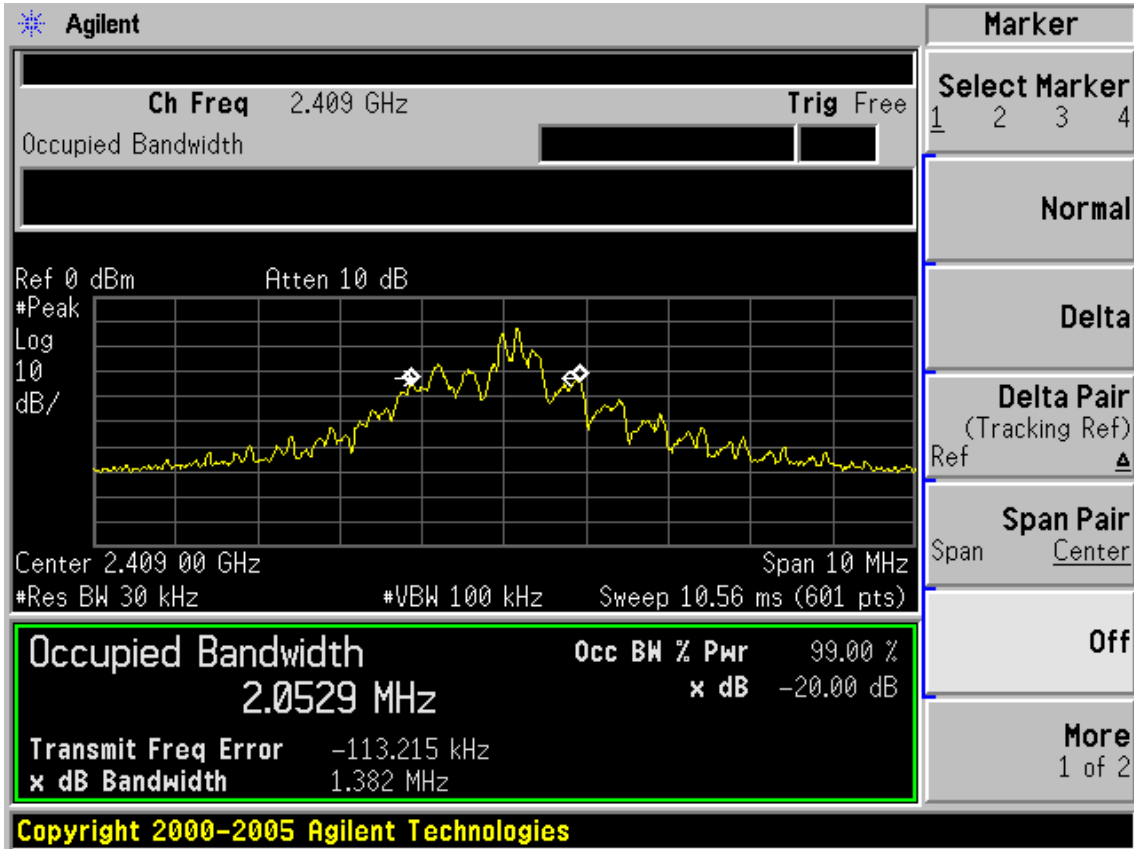 Agilent
Marker
Ch Freq 2.409 GHz Trig Free
Occupied Bandwidth
Select Marker
1 2 3 4
Normal
Delta
Delta Pair
(Tracking Ref)
Ref Δ
Span Pair
Span Center
Off
More
1 of 2
Ref 0 dBm Atten 10 dB
#Peak
Log
10
dB/
Center 2.409 00 GHz Span 10 MHz
#Res BW 30 kHz #VBW 100 kHz Sweep 10.56 ms (601 pts)
Occupied Bandwidth Occ BW % Pwr 99.00 %
2.0529 MHz x dB -20.00 dB
Transmit Freq Error -113.215 kHz
x dB Bandwidth 1.382 MHz
Copyright 2000-2005 Agilent Technologies